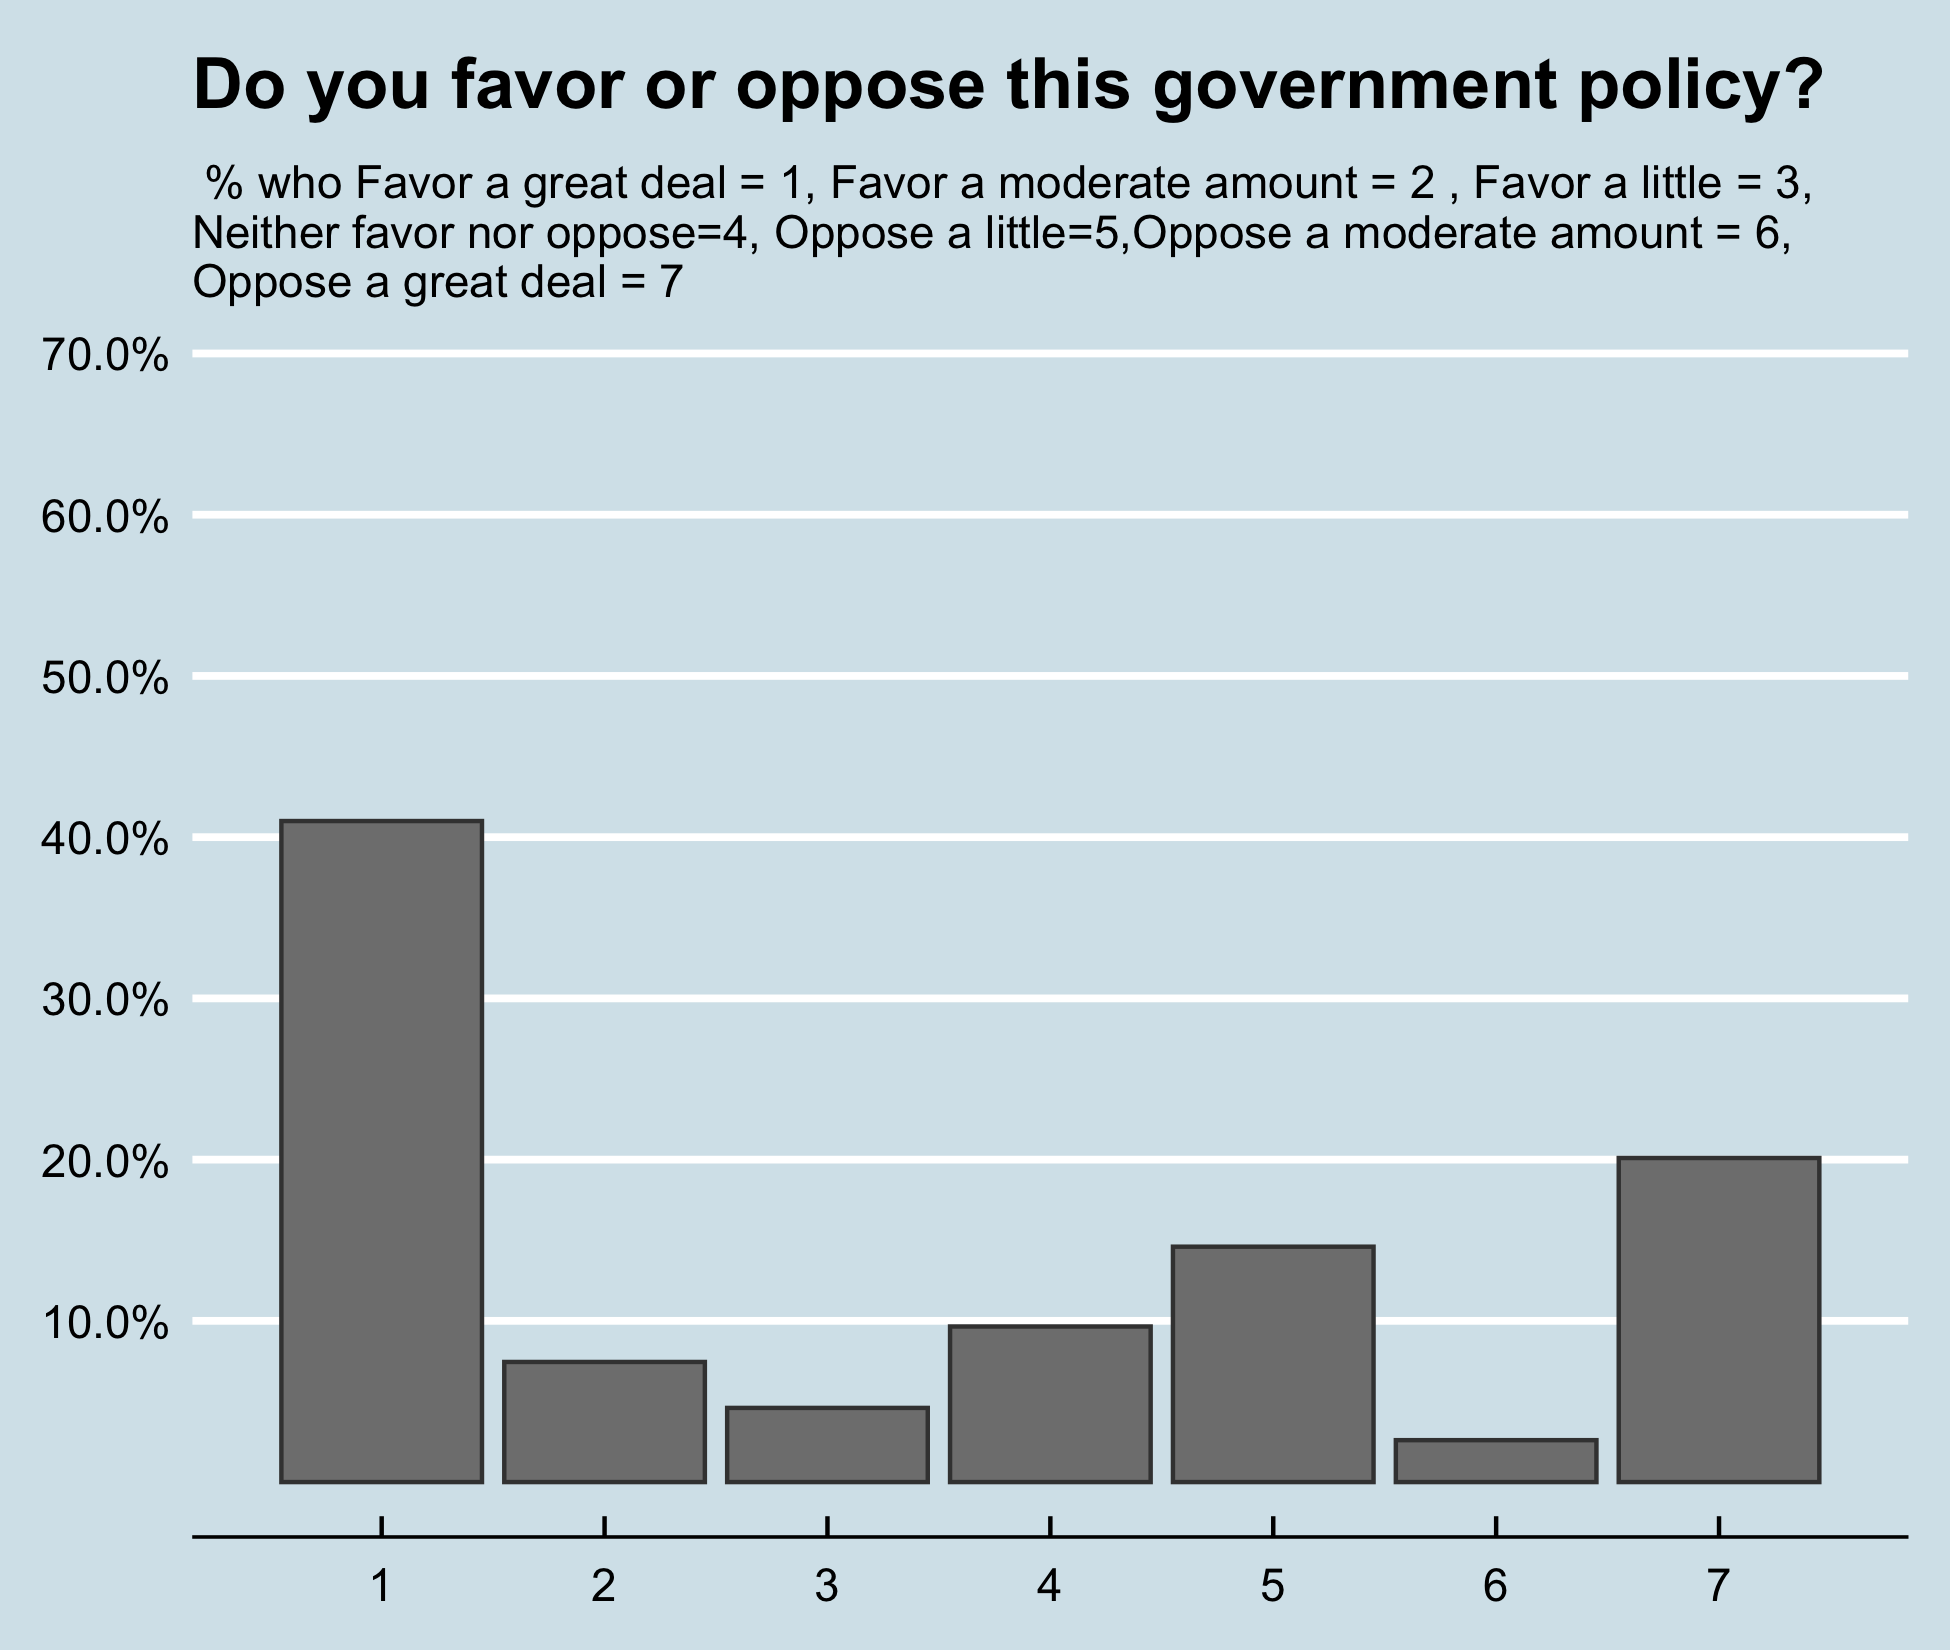 Do you favor or oppose this government policy?
% who Favor a great deal = 1, Favor a moderate amount = 2 , Favor a little = 3,
Neither favor nor oppose=4, Oppose a little=5,Oppose a moderate amount = 6,
Oppose a great deal = 7
70.0%
60.0%
50.0%
40.0%
30.0%
20.0%
10.0%
1 2 3 4 5 6 7